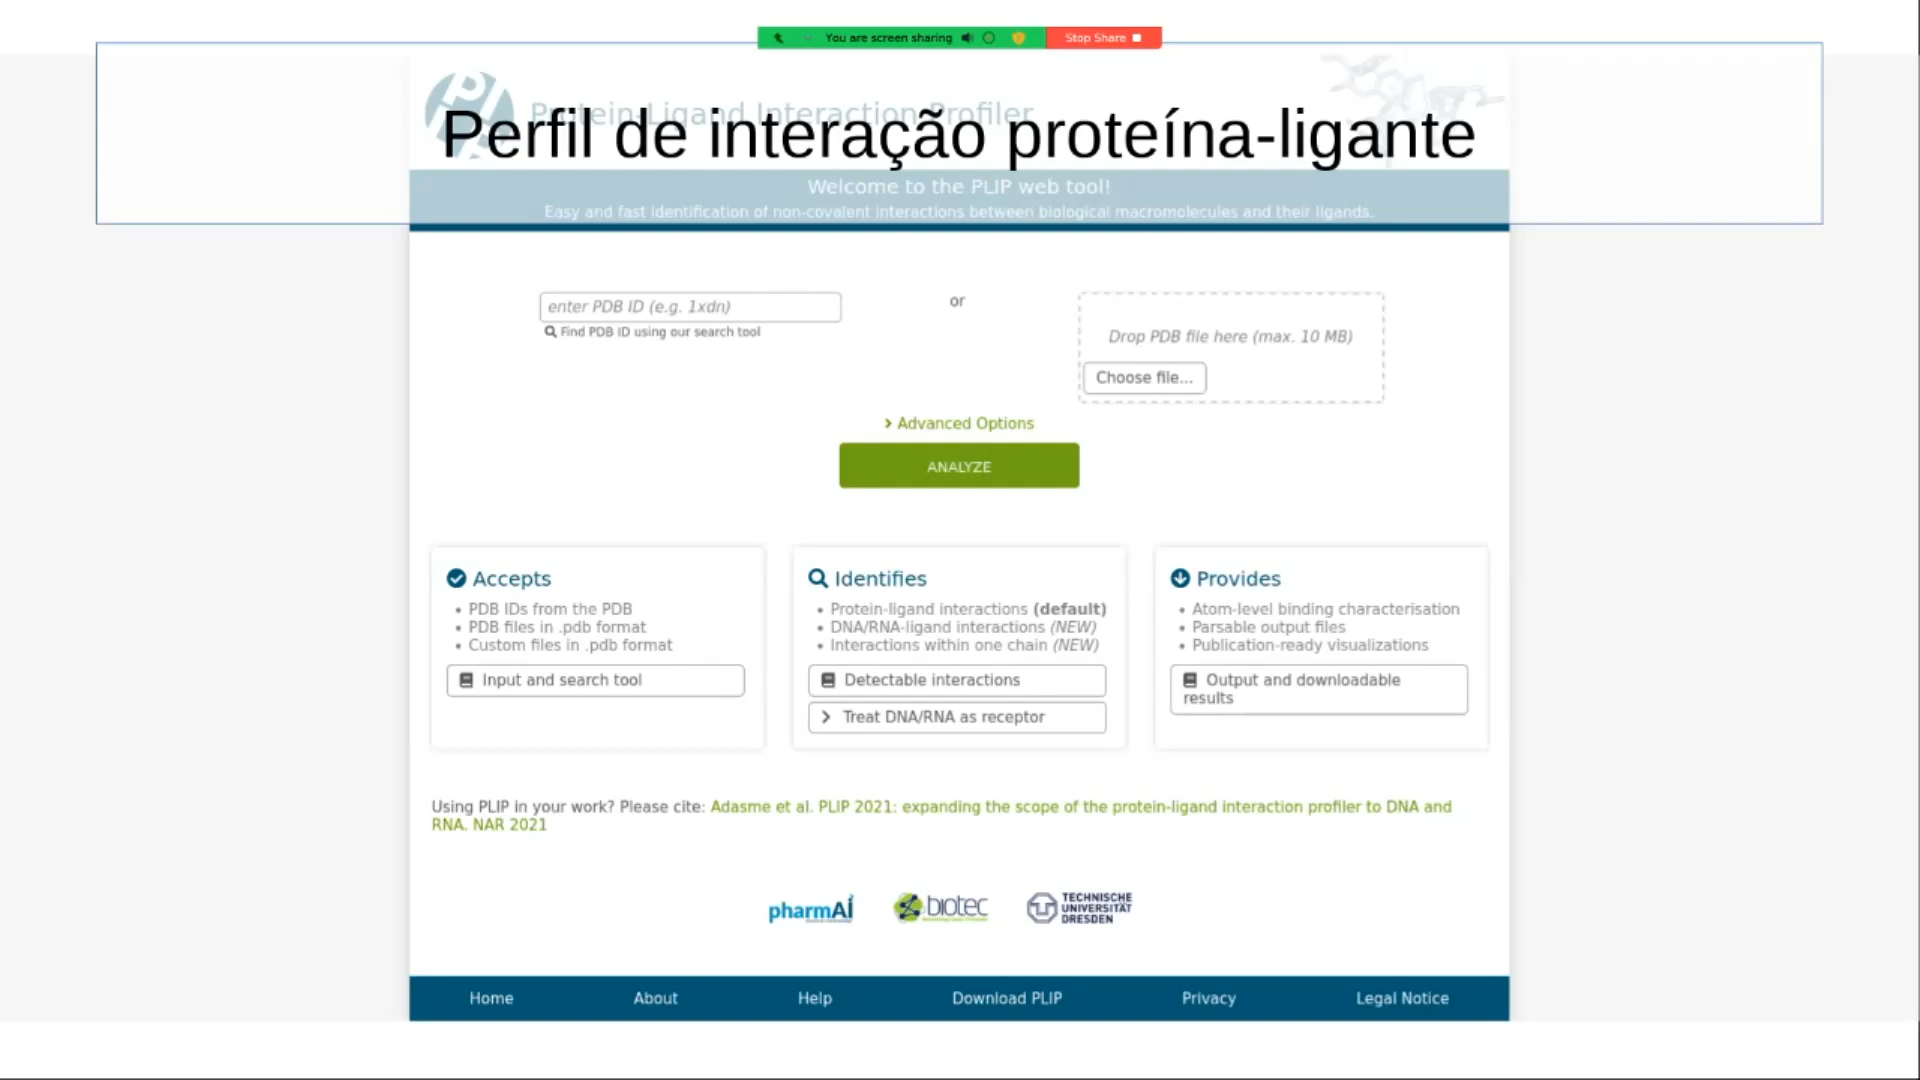 You are screen sharing
Stop Share
Protein-Ligand Interaction Profiler
Perfil de interação proteína-ligante
Welcome to the PLIP web tool!
Easy and fast identification of non-covalent interactions between biological macromolecules and their ligands.
enter PDB ID (e.g. 1xdn)
or
Find PDB ID using our search tool
Drop PDB file here (max. 10 MB)
Choose file...
Advanced Options
ANALYZE
Accepts
PDB IDs from the PDB
PDB files in .pdb format
Custom files in .pdb format
Input and search tool
Identifies
Protein-ligand interactions (default)
DNA/RNA-ligand interactions (NEW)
Interactions within one chain (NEW)
Detectable interactions
Treat DNA/RNA as receptor
Provides
Atom-level binding characterisation
Parsable output files
Publication-ready visualizations
Output and downloadable
results
Using PLIP in your work? Please cite: Adasme et al. PLIP 2021: expanding the scope of the protein-ligand interaction profiler to DNA and
RNA. NAR 2021
pharmAI
biotec
TECHNISCHE
UNIVERSITÄT
DRESDEN
Home About Help Download PLIP Privacy Legal Notice